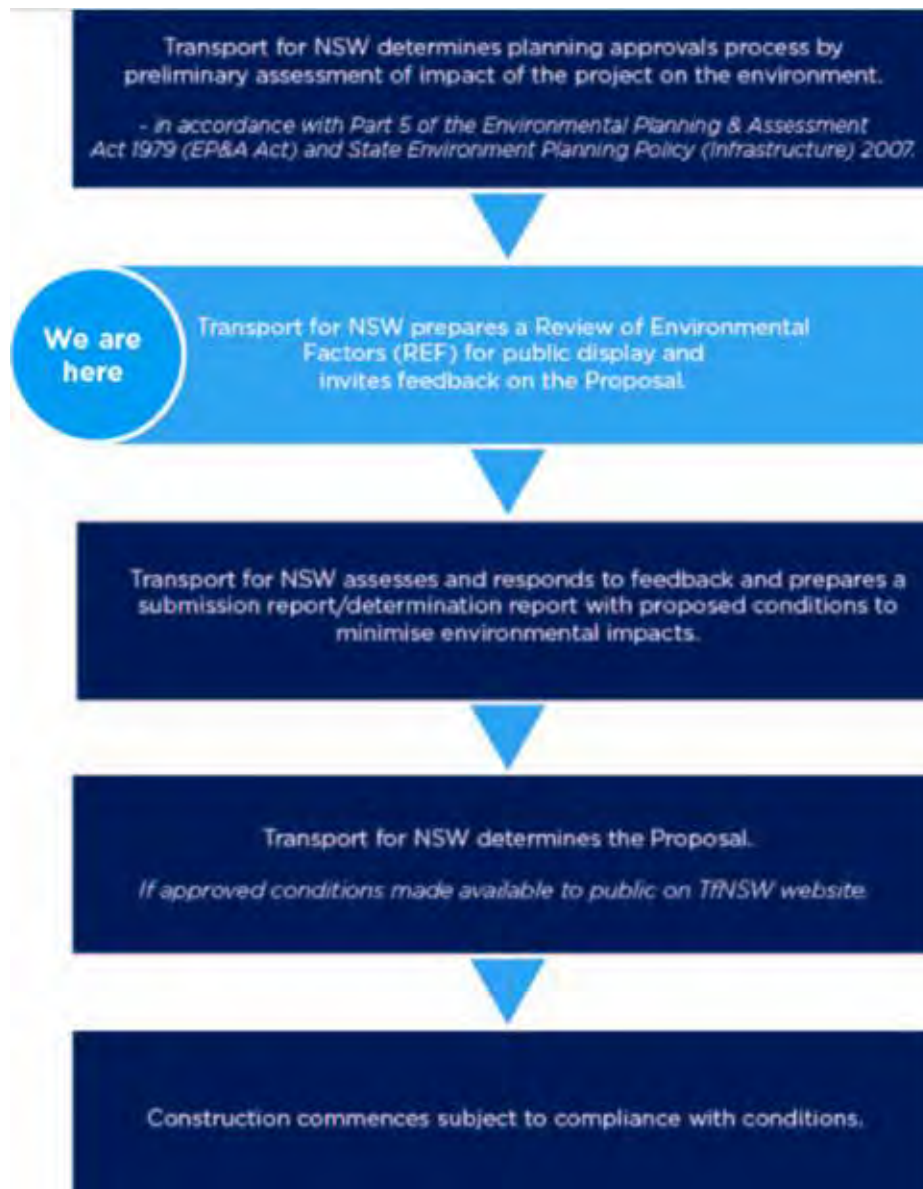 Transport for NSW determines planning approvals process by
preliminary assessment of impact of the project on the environment.
- in accordance with Part 5 of the Environmental Planning & Assessment
Act 1979 (EP&A Act) and State Environment Planning Policy (Infrastructure) 2007.
We are
here
Transport for NSW prepares a Review of Environmental
Factors (REF) for public display and
invites feedback on the Proposal.
Transport for NSW assesses and responds to feedback and prepares a
submission report/determination report with proposed conditions to
minimise environmental impacts.
Transport for NSW determines the Proposal.
If approved conditions made available to public on TfNSW website.
Construction commences subject to compliance with conditions.